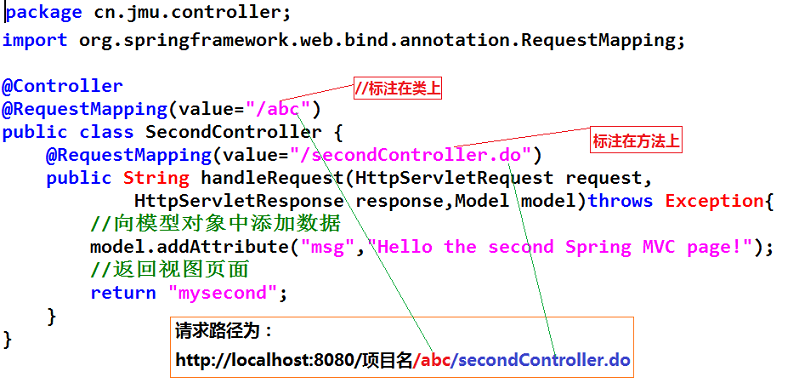 package cn.jmu.controller;
import org.springframework.web.bind.annotation.RequestMapping;
@Controller
//标注在类上
@RequestMapping(value="/abc")
public class SecondController {
标注在方法上
@RequestMapping(value="/secondController.do")
public String handleRequest(HttpServletRequest request,
HttpServletResponse response,Model model)throws Exception{
//向模型对象中添加数据
model.addAttribute("msg","Hello the second Spring MVC page!");
//返回视图页面
return "mysecond";
}
}
请求路径为：
http://localhost:8080/项目名/abc/secondController.do